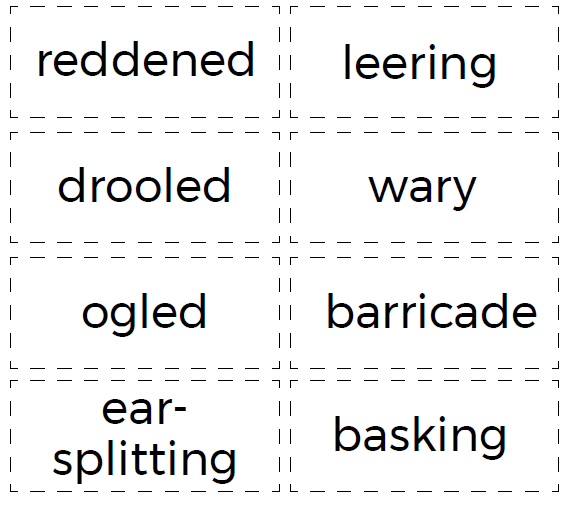 reddened
leering
drooled
wary
ogled
barricade
ear-
splitting
basking